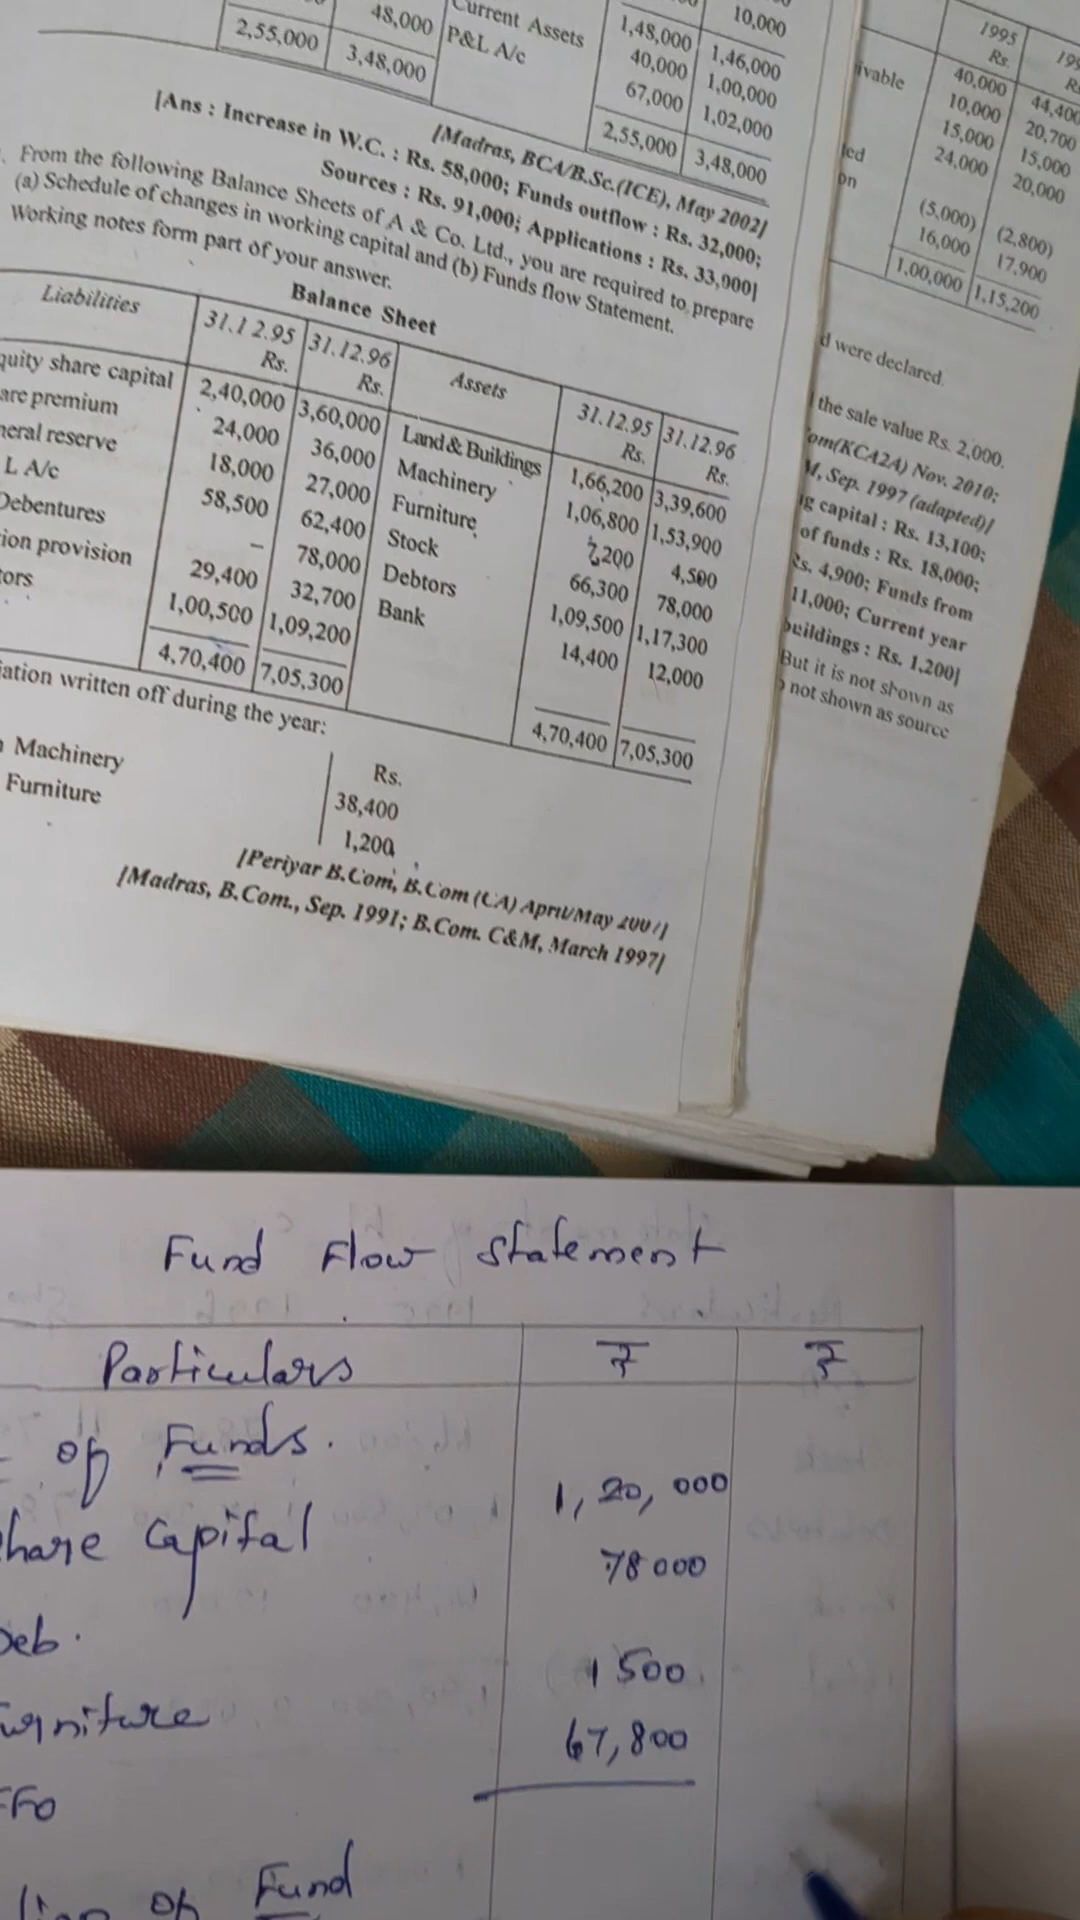 48,000 Current Assets 1,48,000 1,46,000
10,000
2,55,000 3,48,000 P&L A/c 40,000 1,00,000
67,000 1,02,000
2,55,000 3,48,000
[Madras, BCA/B.Sc.(ICE), May 2002]
[Ans : Increase in W.C. : Rs. 58,000; Funds outflow : Rs. 32,000;
Sources : Rs. 91,000; Applications : Rs. 33,000]
From the following Balance Sheets of A & Co. Ltd., you are required to prepare
(a) Schedule of changes in working capital and (b) Funds flow Statement.
Working notes form part of your answer.
Balance Sheet
Liabilities 31.12.95 31.12.96 Assets 31.12.95 31.12.96
Rs. Rs. Rs. Rs.
quity share capital 2,40,000 3,60,000 Land & Buildings 1,66,200 3,39,600
are premium 24,000 36,000 Machinery 1,06,800 1,53,900
neral reserve 18,000 27,000 Furniture 7,200 4,500
L A/c 58,500 62,400 Stock 66,300 78,000
Debentures – 78,000 Debtors 1,09,500 1,17,300
ion provision 29,400 32,700 Bank 14,400 12,000
tors 1,00,500 1,09,200
4,70,400 7,05,300 4,70,400 7,05,300
iation written off during the year:
Rs.
Machinery 38,400
Furniture 1,200
[Periyar B.Com, B.Com (CA) April/May 2007]
[Madras, B.Com., Sep. 1991; B.Com. C&M, March 1997]
1995 199
Rs. Rs
ivable 40,000 44,400
10,000 20,700
15,000 15,000
24,000 20,000
(5,000) (2,800)
16,000 17,900
1,00,000 1,15,200
d were declared.
the sale value Rs. 2,000.
om(KCA2A) Nov. 2010;
M, Sep. 1997 (adapted)]
g capital : Rs. 13,100;
of funds : Rs. 18,000;
Rs. 4,900; Funds from
11,000; Current year
buildings : Rs. 1,200]
But it is not shown as
not shown as source
Fund Flow Statement
Particulars ₹ ₹
of Funds.
hare Capital 1,20,000
Deb. 78000
urniture 1500
FFO 67,800
of Fund